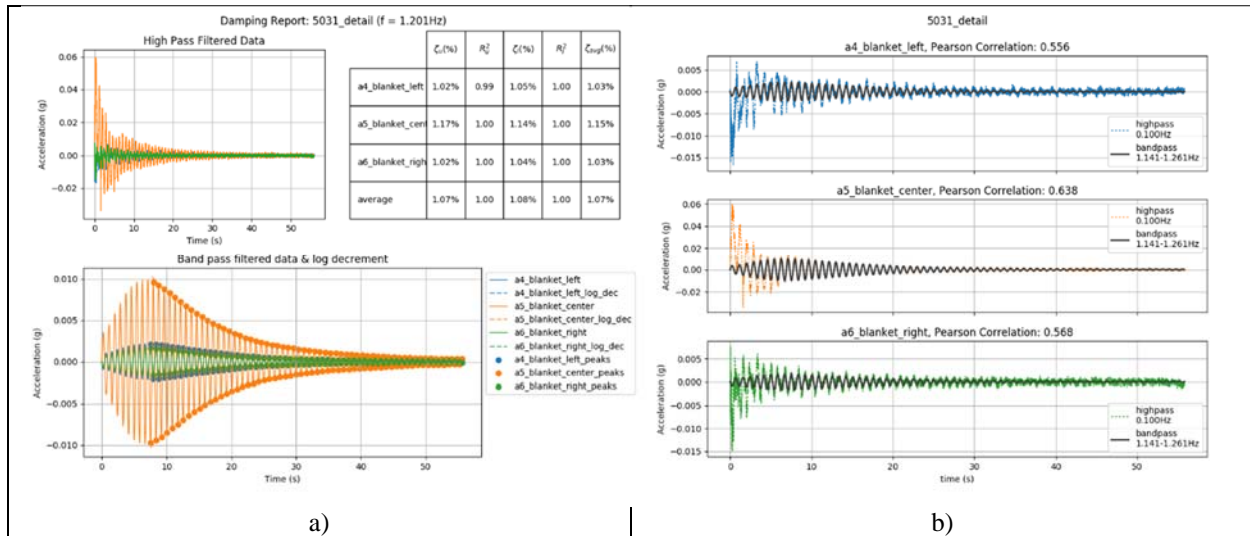 Damping Report: 5031_detail (f = 1.201Hz)
High Pass Filtered Data
Acceleration (g)
0.06
0.04
0.02
0.00
−0.02
0 10 20 30 40 50
Time (s)
ζu(%) R²u ζl(%) R²l ζavg(%)
a4_blanket_left 1.02% 0.99 1.05% 1.00 1.03%
a5_blanket_cent 1.17% 1.00 1.14% 1.00 1.15%
a6_blanket_righ 1.02% 1.00 1.04% 1.00 1.03%
average 1.07% 1.00 1.08% 1.00 1.07%
Band pass filtered data & log decrement
Acceleration (g)
0.010
0.005
0.000
−0.005
−0.010
0 10 20 30 40 50
Time (s)
a4_blanket_left
a4_blanket_left_log_dec
a5_blanket_center
a5_blanket_center_log_dec
a6_blanket_right
a6_blanket_right_log_dec
a4_blanket_left_peaks
a5_blanket_center_peaks
a6_blanket_right_peaks
a)
5031_detail
a4_blanket_left, Pearson Correlation: 0.556
Acceleration (g)
0.005
0.000
−0.005
−0.010
−0.015
highpass
0.100Hz
bandpass
1.141-1.261Hz
a5_blanket_center, Pearson Correlation: 0.638
Acceleration (g)
0.06
0.04
0.02
0.00
−0.02
highpass
0.100Hz
bandpass
1.141-1.261Hz
a6_blanket_right, Pearson Correlation: 0.568
Acceleration (g)
0.005
0.000
−0.005
−0.010
−0.015
highpass
0.100Hz
bandpass
1.141-1.261Hz
0 10 20 30 40 50
time (s)
b)